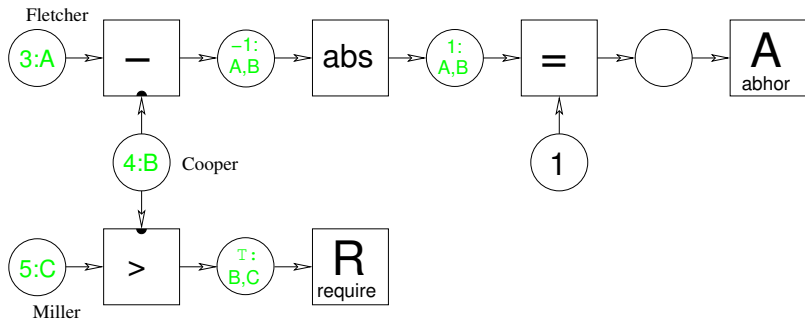 Fletcher
3:A
−
−1:
A,B
abs
1:
A,B
=
A
abhor
4:B
Cooper
1
5:C
>
T:
B,C
R
require
Miller